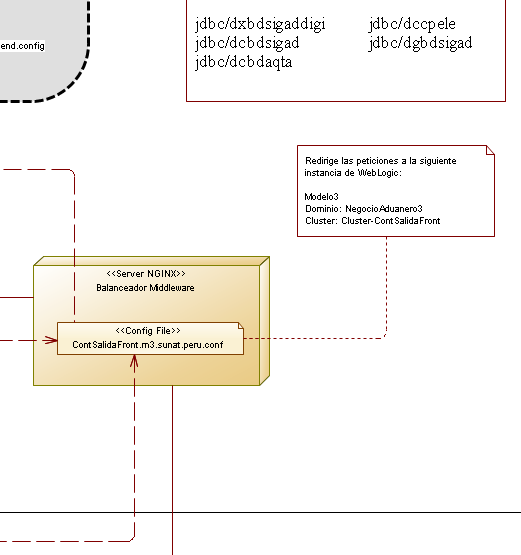 jdbc/dxbdsigaddigi jdbc/dccpele
jdbc/dcbdsigad jdbc/dgbdsigad
jdbc/dcbdaqta
end.config
Redirige las peticiones a la siguiente
instancia de WebLogic:
Modelo3
Dominio: NegocioAduanero3
Cluster: Cluster-ContSalidaFront
<<Server NGINX>>
Balanceador Middleware
<<Config File>>
ContSalidaFront.m3.sunat.peru.conf